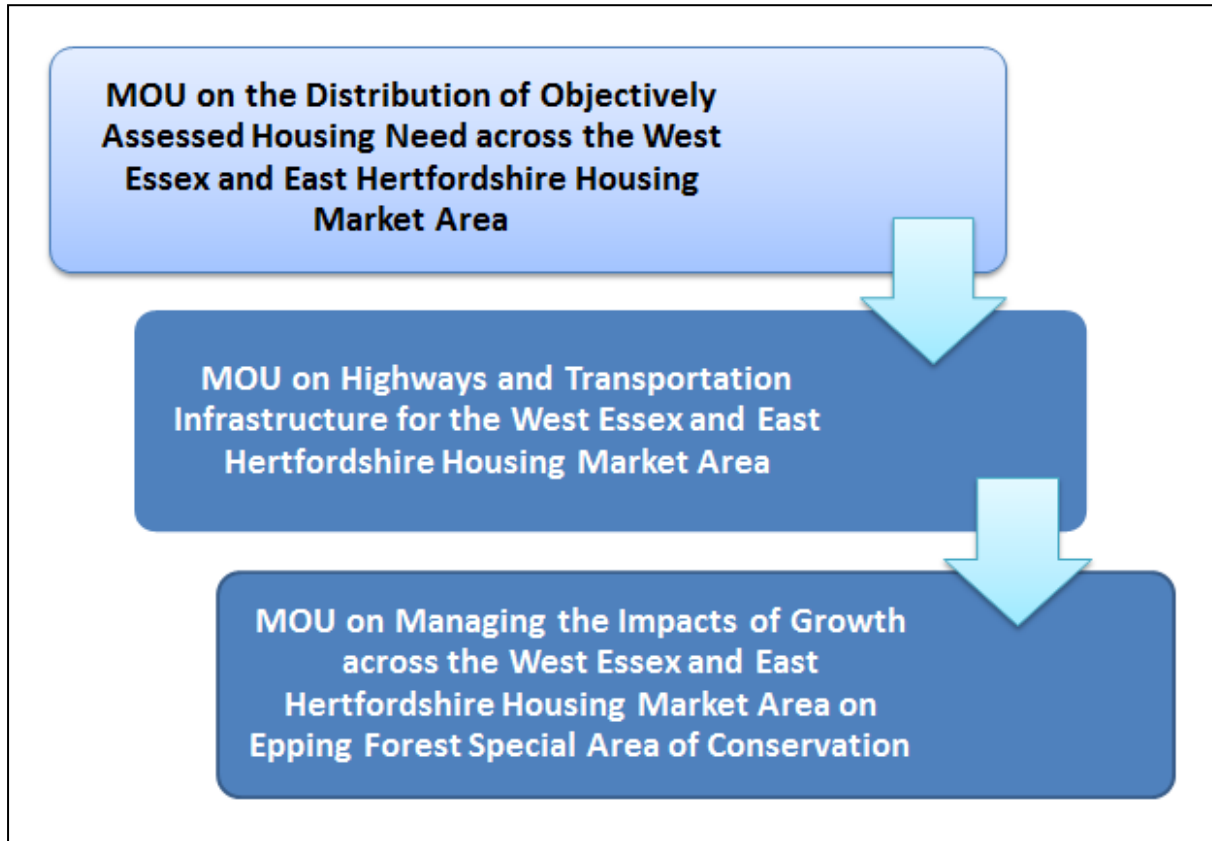 MOU on the Distribution of Objectively
Assessed Housing Need across the West
Essex and East Hertfordshire Housing
Market Area
MOU on Highways and Transportation
Infrastructure for the West Essex and East
Hertfordshire Housing Market Area
MOU on Managing the Impacts of Growth
across the West Essex and East
Hertfordshire Housing Market Area on
Epping Forest Special Area of Conservation